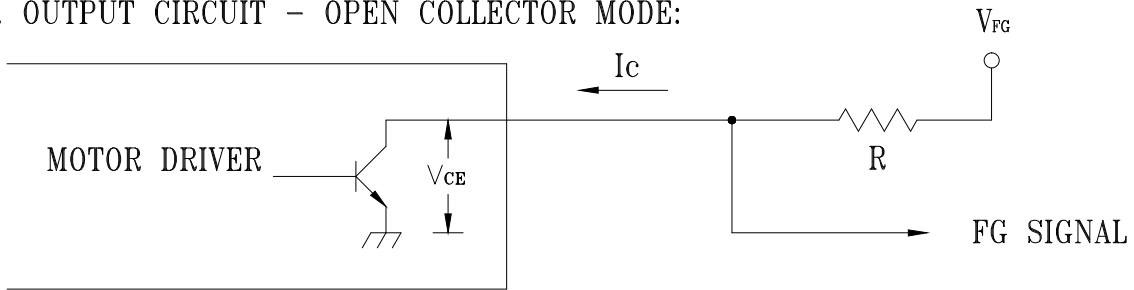 . OUTPUT CIRCUIT – OPEN COLLECTOR MODE:
VFG
Ic
MOTOR DRIVER
VCE
R
FG SIGNAL